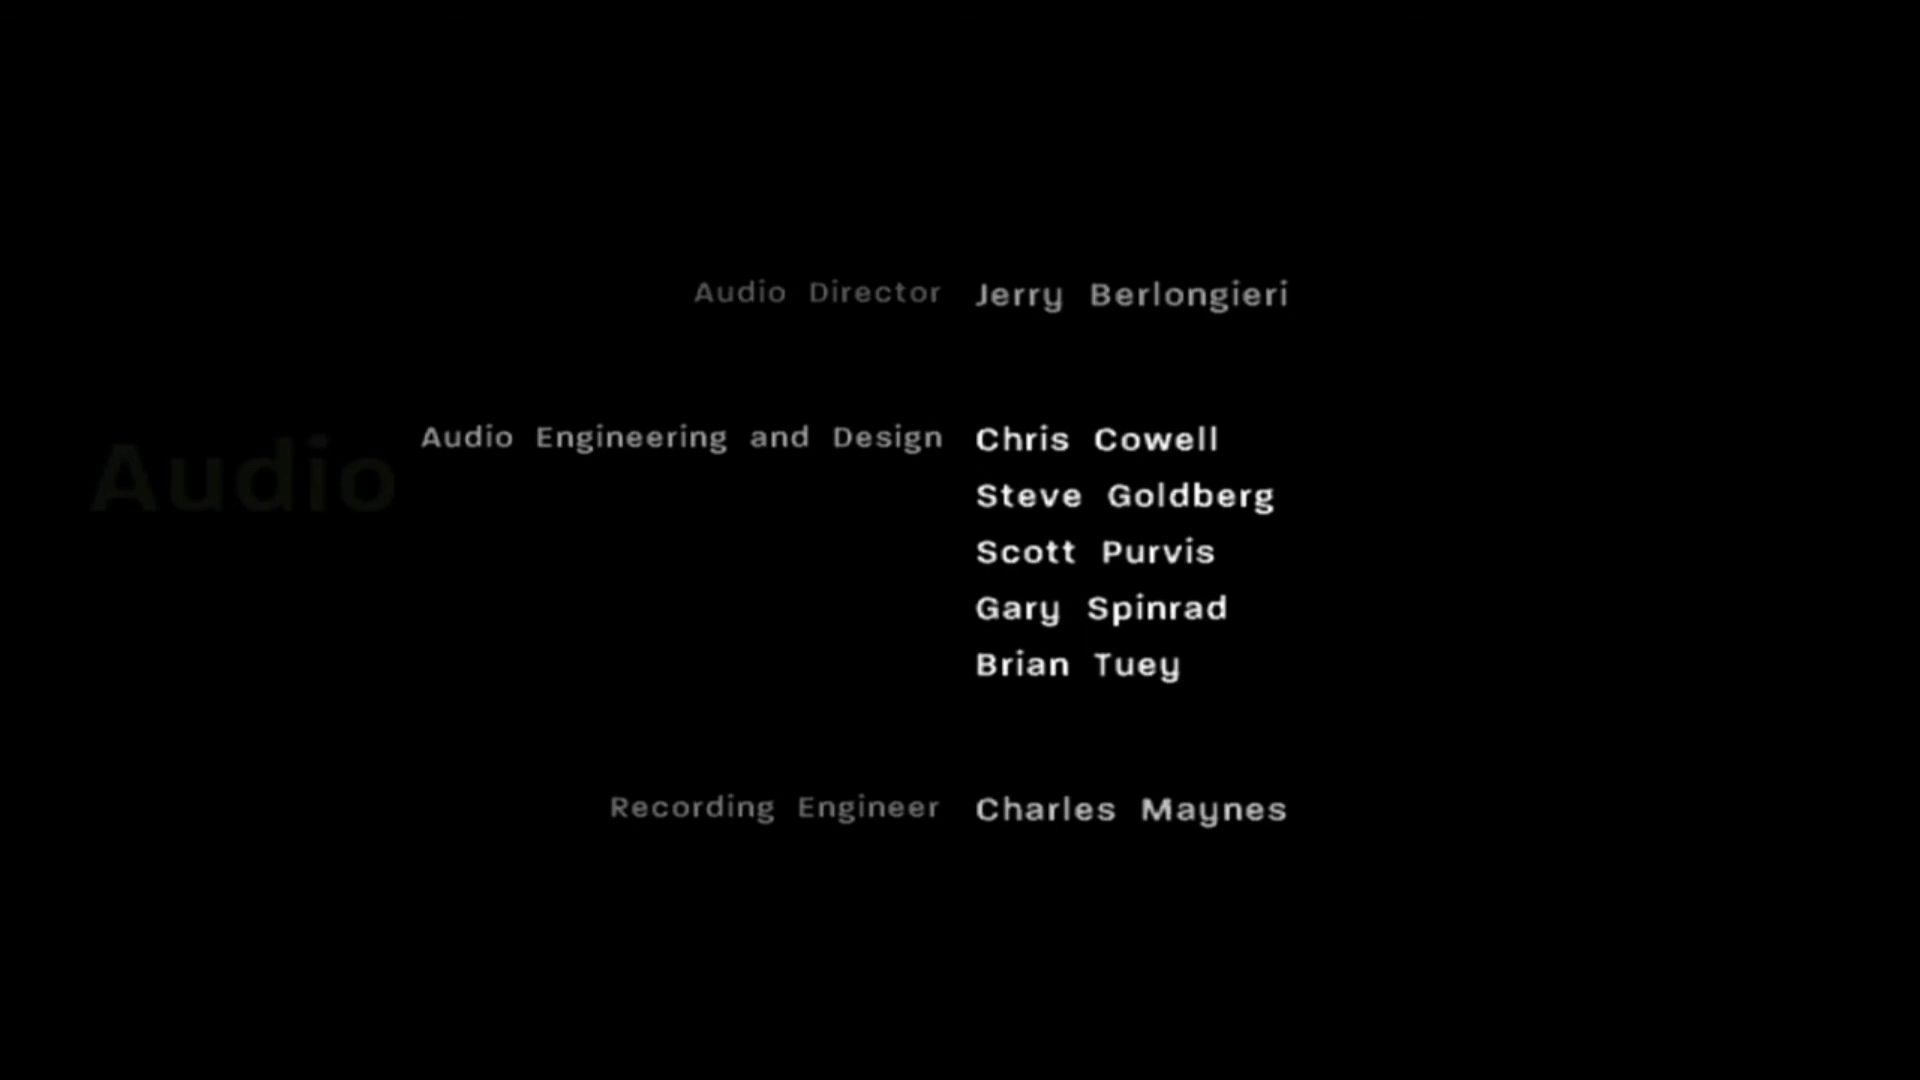 Audio Director Jerry Berlongieri
Audio
Audio Engineering and Design Chris Cowell
Steve Goldberg
Scott Purvis
Gary Spinrad
Brian Tuey
Recording Engineer Charles Maynes